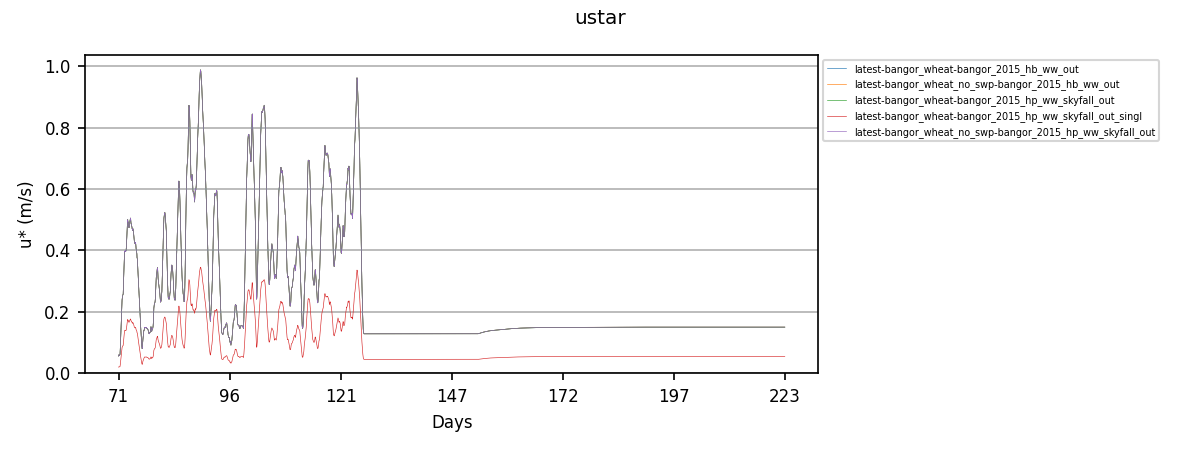 ustar
1.0
0.8
0.6
0.4
0.2
0.0
u* (m/s)
71
96
121
147
172
197
223
Days
latest-bangor_wheat-bangor_2015_hb_ww_out
latest-bangor_wheat_no_swp-bangor_2015_hb_ww_out
latest-bangor_wheat-bangor_2015_hp_ww_skyfall_out
latest-bangor_wheat-bangor_2015_hp_ww_skyfall_out_singl
latest-bangor_wheat_no_swp-bangor_2015_hp_ww_skyfall_out